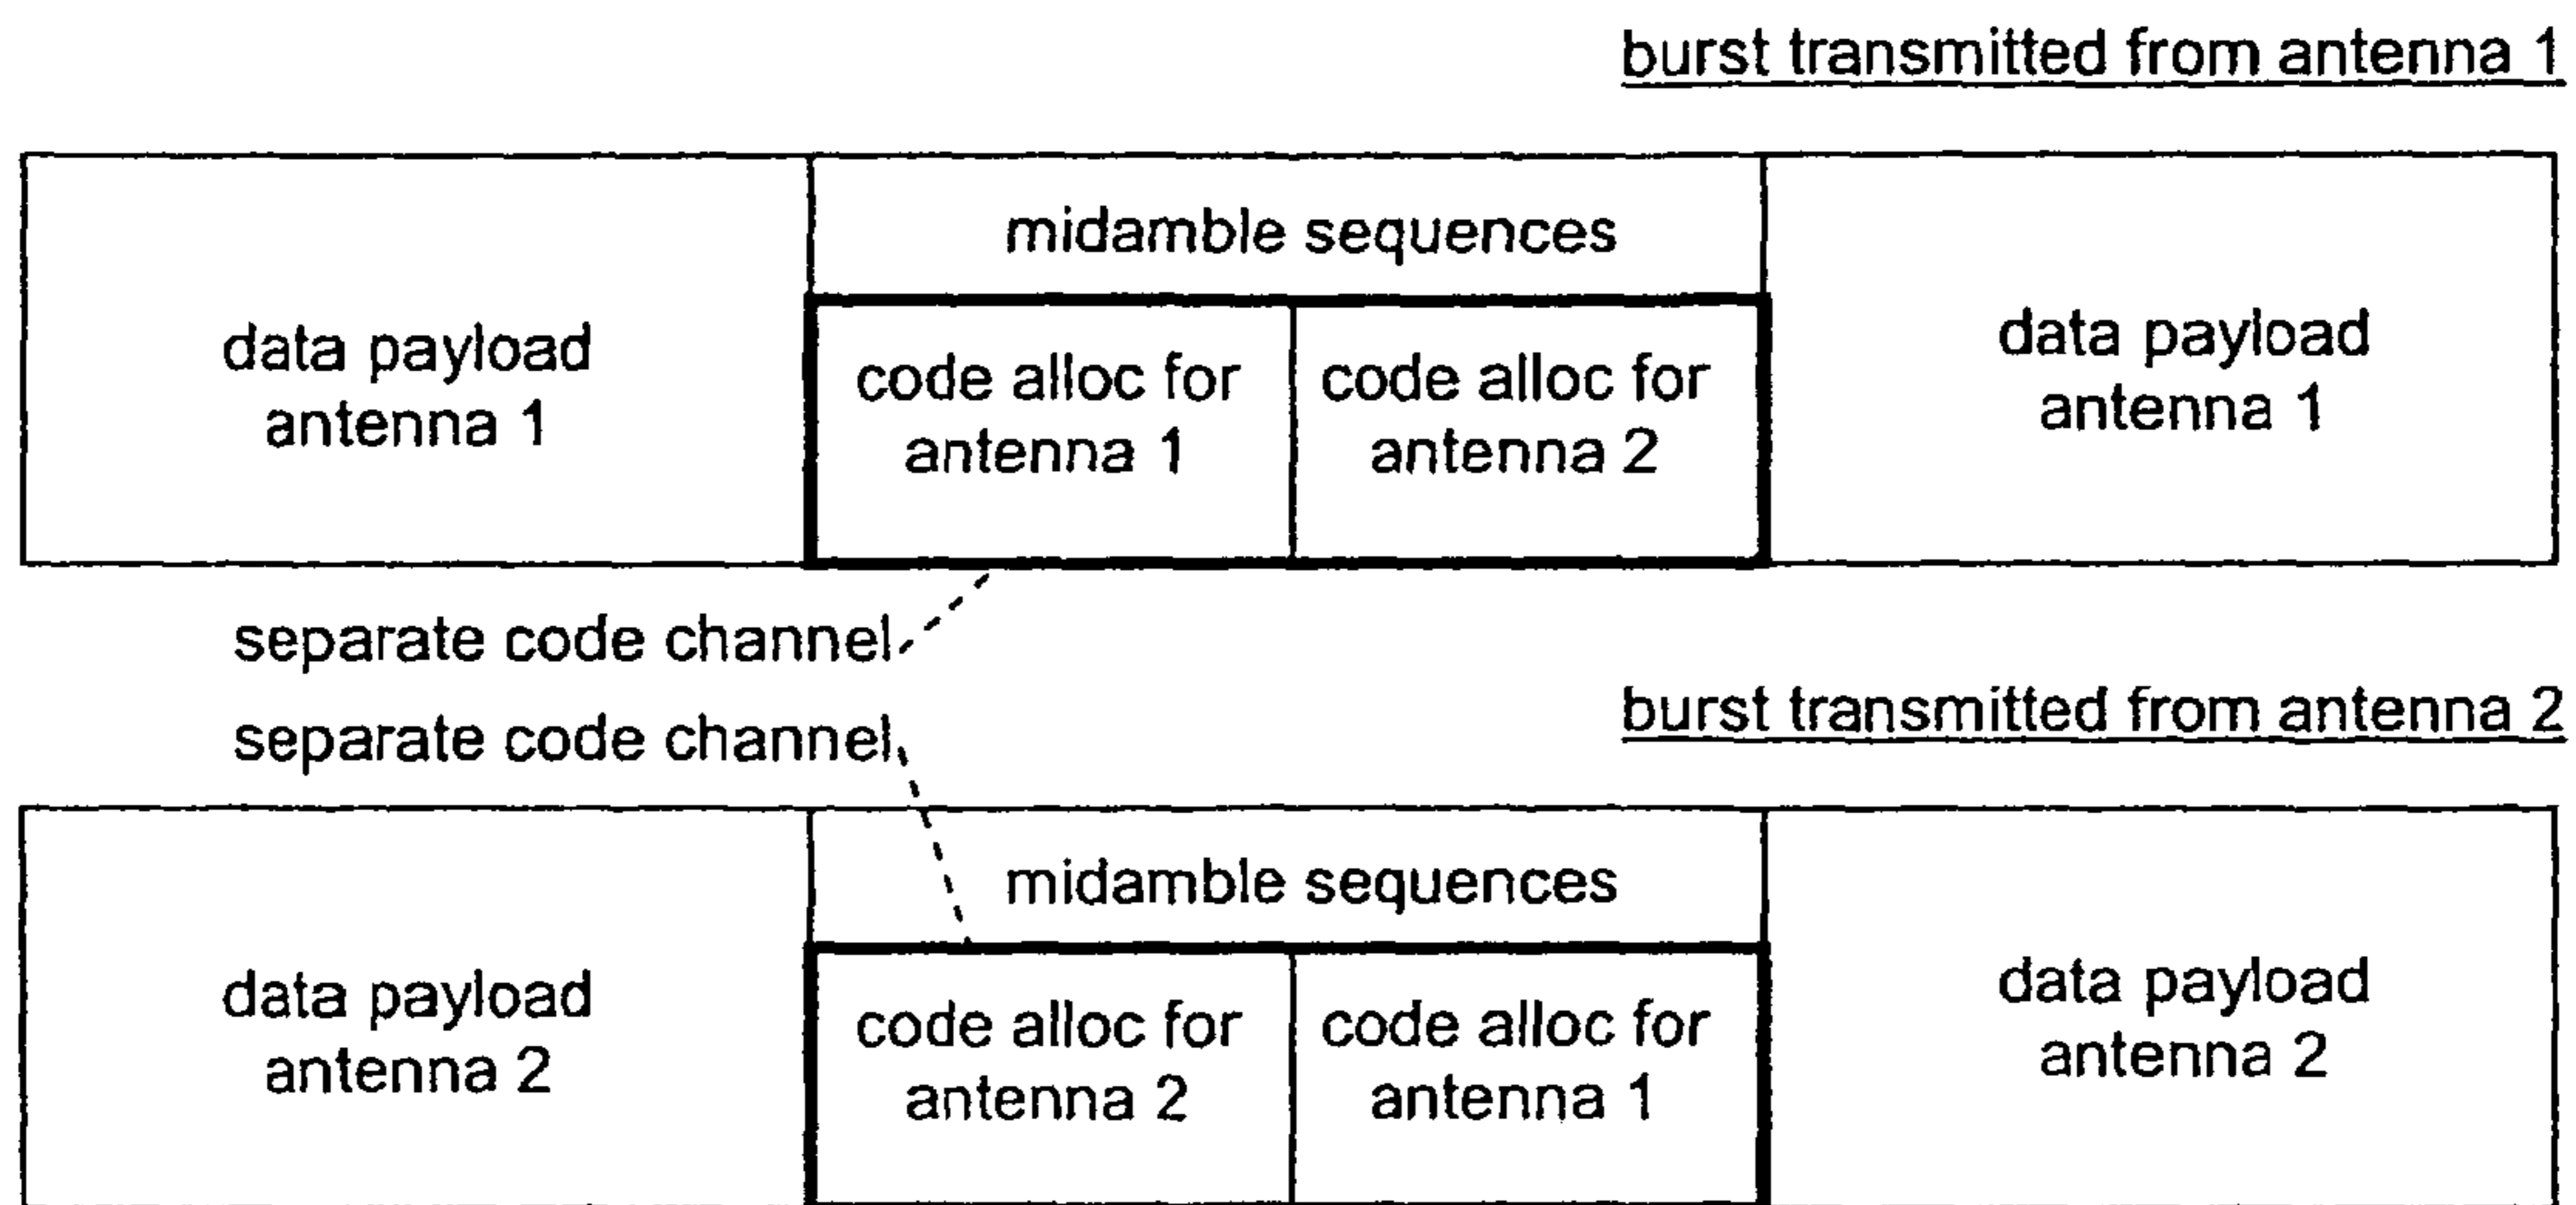 burst transmitted from antenna 1
midamble sequences
data payload
antenna 1
code alloc for
antenna 1
code alloc for
antenna 2
data payload
antenna 1
separate code channel
separate code channel
burst transmitted from antenna 2
midamble sequences
data payload
antenna 2
code alloc for
antenna 2
code alloc for
antenna 1
data payload
antenna 2